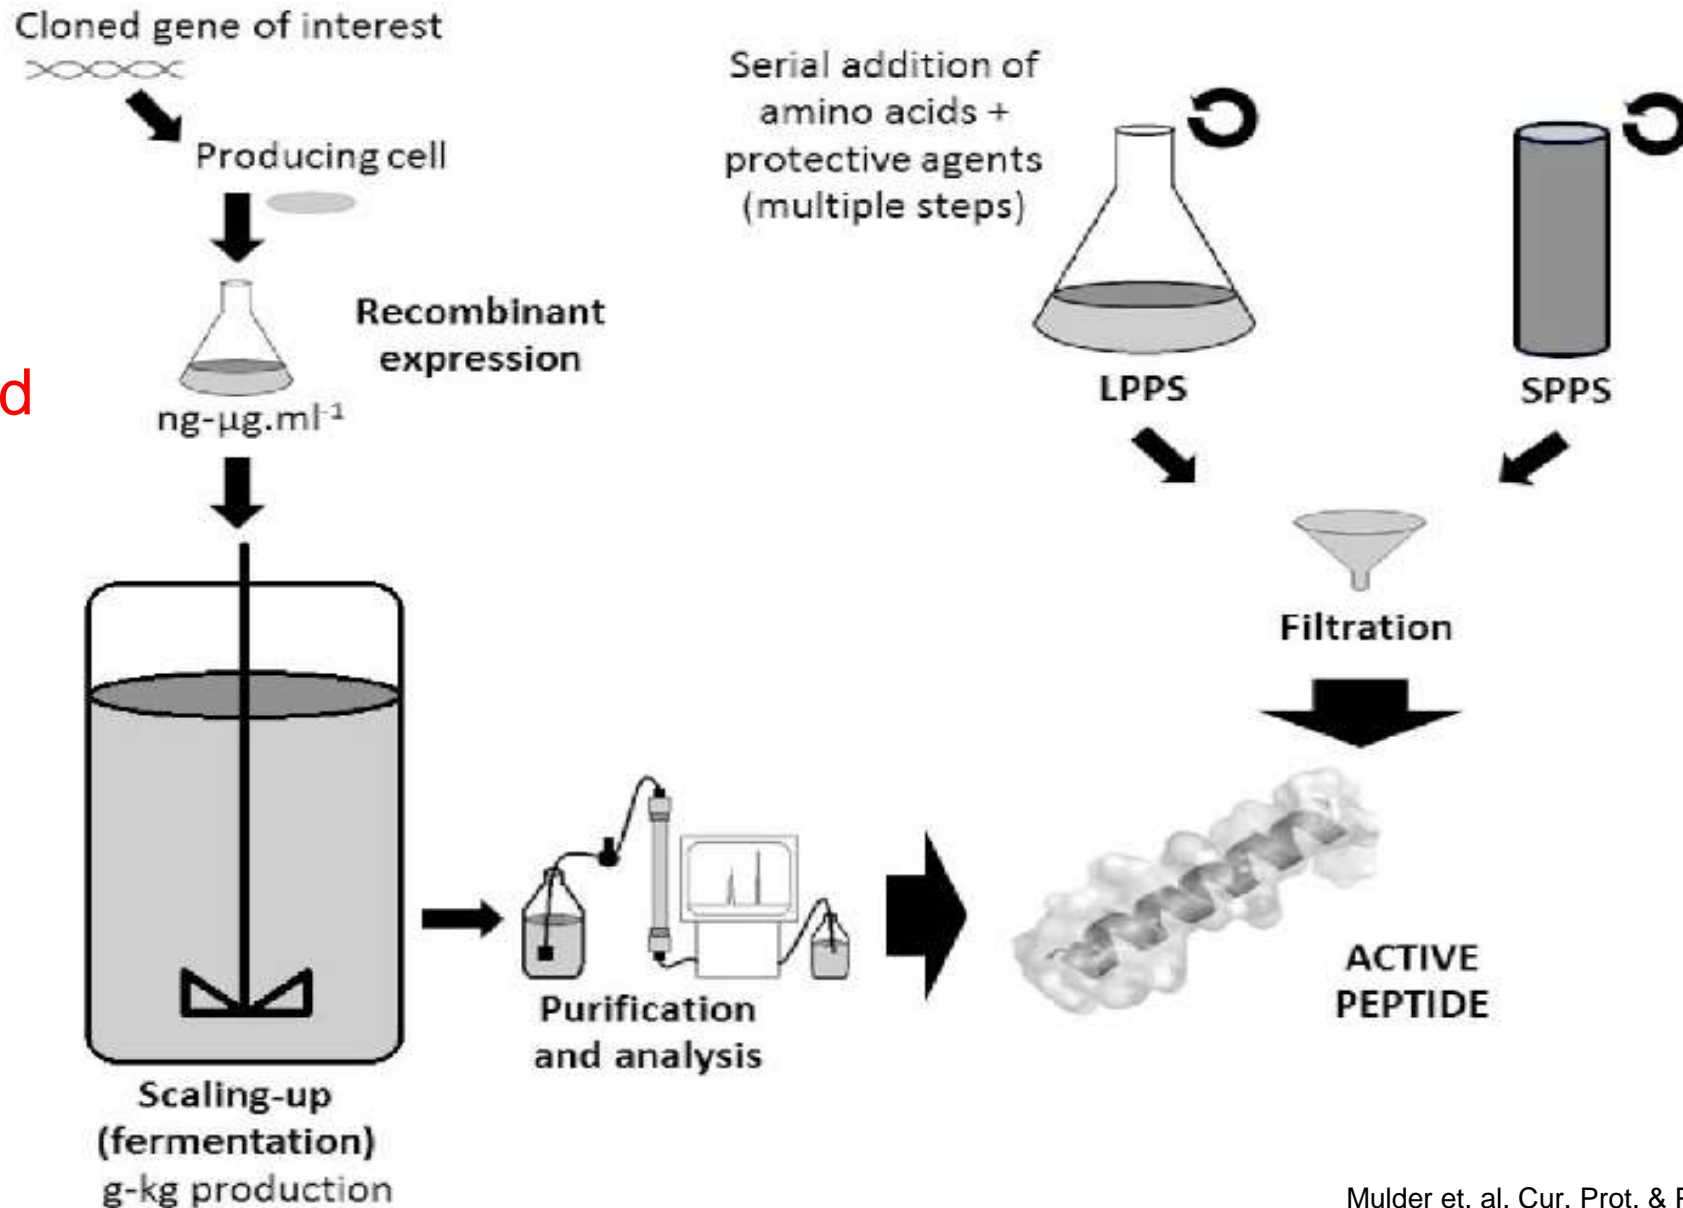 Cloned gene of interest
Producing cell
Recombinant
expression
d
ng-µg.ml-1
Scaling-up
(fermentation)
g-kg production
Purification
and analysis
Serial addition of
amino acids +
protective agents
(multiple steps)
LPPS
SPPS
Filtration
ACTIVE
PEPTIDE
Mulder et. al. Cur. Prot. & P